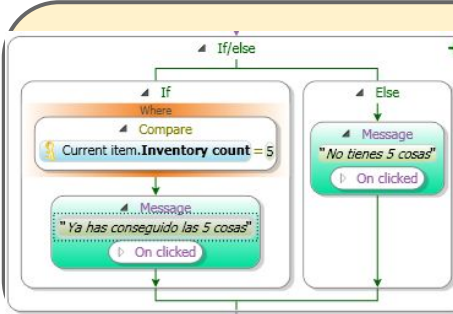 If/else
If
Where
Compare
Current item.Inventory count = 5
Message
"Ya has conseguido las 5 cosas"
On clicked
Else
Message
"No tienes 5 cosas"
On clicked